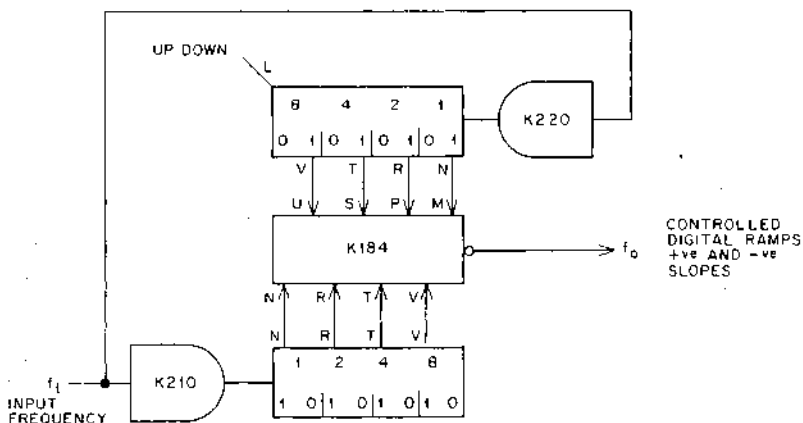 UP DOWN
L
8 4 2 1
0 1 0 1 0 1 0 1
K220
V T R N
U S P M
K184
fo
CONTROLLED
DIGITAL RAMPS
+ve AND -ve
SLOPES
N R T V
N R T V
1 2 4 8
1 0 1 0 1 0 1 0
K210
fi
INPUT
FREQUENCY